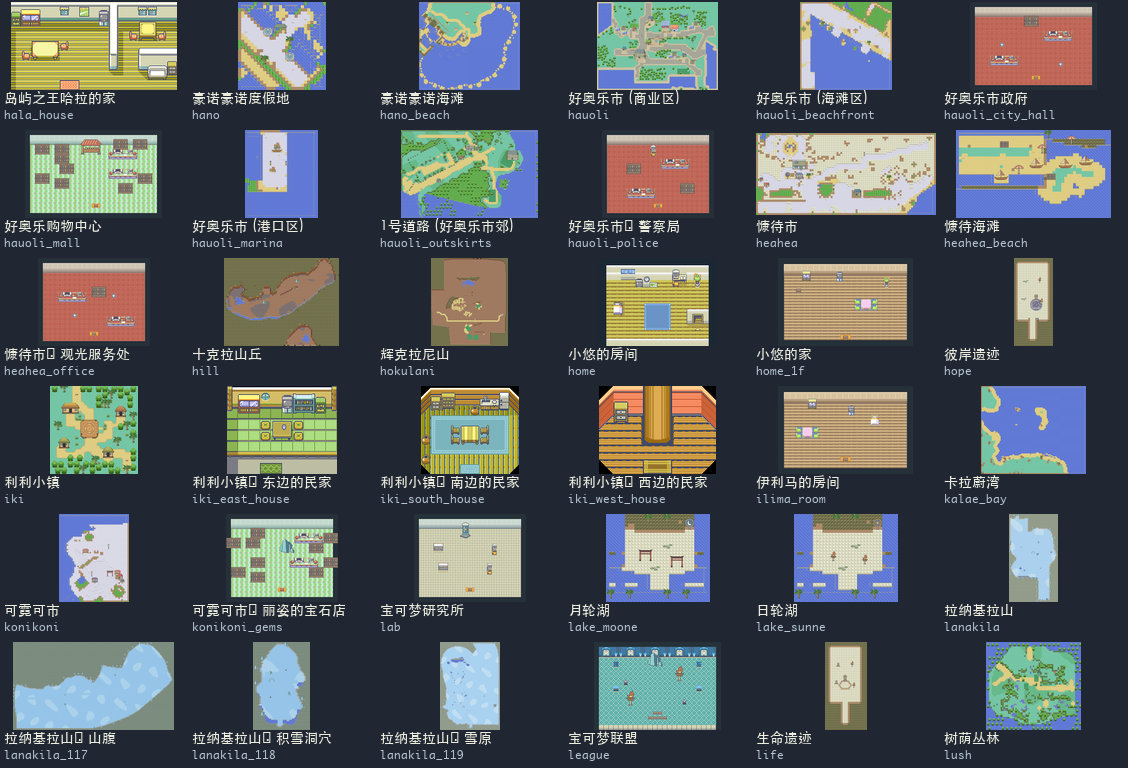 岛屿之王哈拉的家
hala_house
豪诺豪诺度假地
hano
豪诺豪诺海滩
hano_beach
好奥乐市 (商业区)
hauoli
好奥乐市 (海滩区)
hauoli_beachfront
好奥乐市政府
hauoli_city_hall
好奥乐购物中心
hauoli_mall
好奥乐市 (港口区)
hauoli_marina
1号道路 (好奥乐市郊)
hauoli_outskirts
好奥乐市 警察局
hauoli_police
慷待市
heahea
慷待海滩
heahea_beach
慷待市 观光服务处
heahea_office
十克拉山丘
hill
辉克拉尼山
hokulani
小悠的房间
home
小悠的家
home_1f
彼岸遗迹
hope
利利小镇
iki
利利小镇 东边的民家
iki_east_house
利利小镇 南边的民家
iki_south_house
利利小镇 西边的民家
iki_west_house
伊利马的房间
ilima_room
卡拉蔚湾
kalae_bay
可霓可市
konikoni
可霓可市 丽姿的宝石店
konikoni_gems
宝可梦研究所
lab
月轮湖
lake_moone
日轮湖
lake_sunne
拉纳基拉山
lanakila
拉纳基拉山 山腹
lanakila_117
拉纳基拉山 积雪洞穴
lanakila_118
拉纳基拉山 雪原
lanakila_119
宝可梦联盟
league
生命遗迹
life
树荫丛林
lush